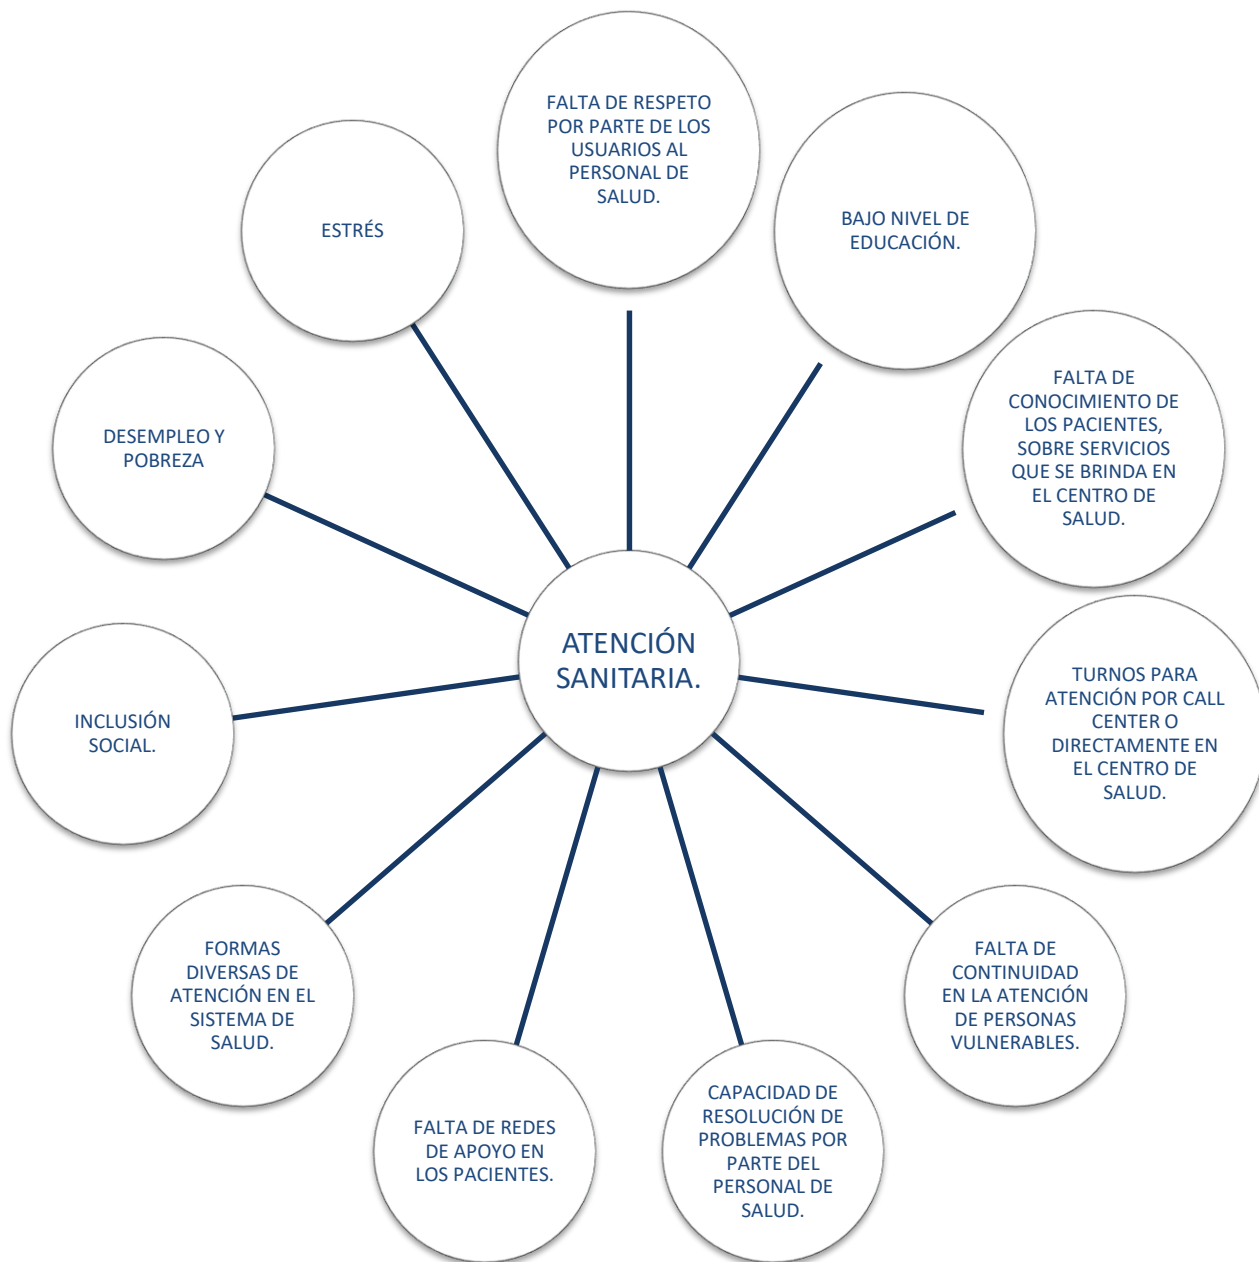 FALTA DE RESPETO
POR PARTE DE LOS
USUARIOS AL
PERSONAL DE
SALUD.
BAJO NIVEL DE
EDUCACIÓN.
FALTA DE
CONOCIMIENTO DE
LOS PACIENTES,
SOBRE SERVICIOS
QUE SE BRINDA EN
EL CENTRO DE
SALUD.
TURNOS PARA
ATENCIÓN POR CALL
CENTER O
DIRECTAMENTE EN
EL CENTRO DE
SALUD.
FALTA DE
CONTINUIDAD
EN LA ATENCIÓN
DE PERSONAS
VULNERABLES.
CAPACIDAD DE
RESOLUCIÓN DE
PROBLEMAS POR
PARTE DEL
PERSONAL DE
SALUD.
FALTA DE REDES
DE APOYO EN
LOS PACIENTES.
FORMAS
DIVERSAS DE
ATENCIÓN EN EL
SISTEMA DE
SALUD.
INCLUSIÓN
SOCIAL.
DESEMPLEO Y
POBREZA
ESTRÉS
ATENCIÓN
SANITARIA.